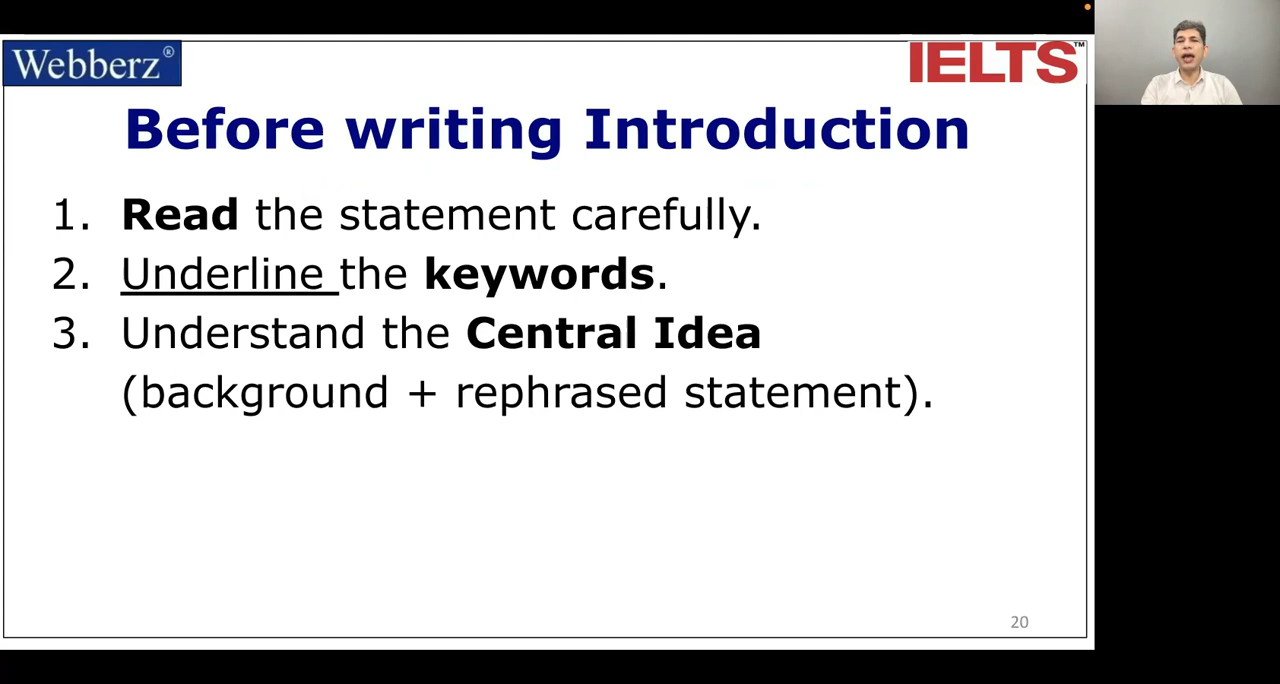 Webberz®
IELTS™
Before writing Introduction
1. Read the statement carefully.
2. Underline the keywords.
3. Understand the Central Idea
(background + rephrased statement).
20